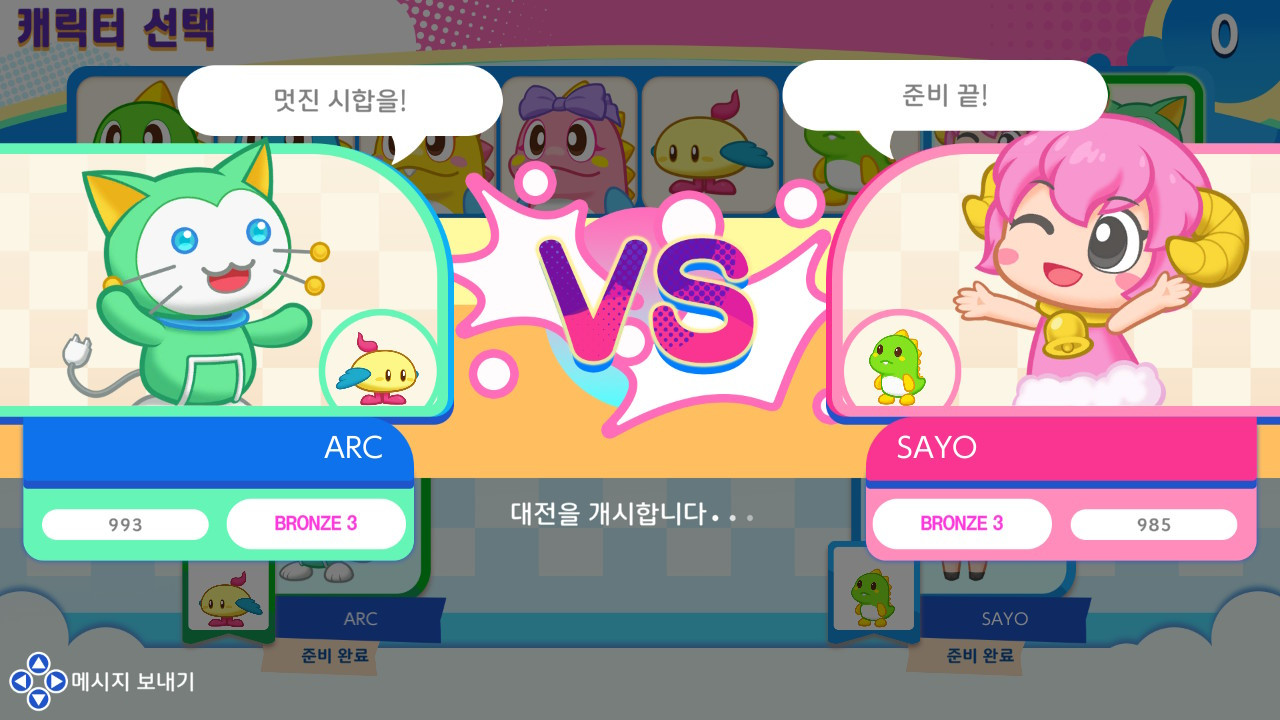 캐릭터 선택
0
멋진 시합을!
준비 끝!
VS
ARC
SAYO
993
BRONZE 3
BRONZE 3
985
대전을 개시합니다...
ARC
SAYO
준비 완료
준비 완료
메시지 보내기